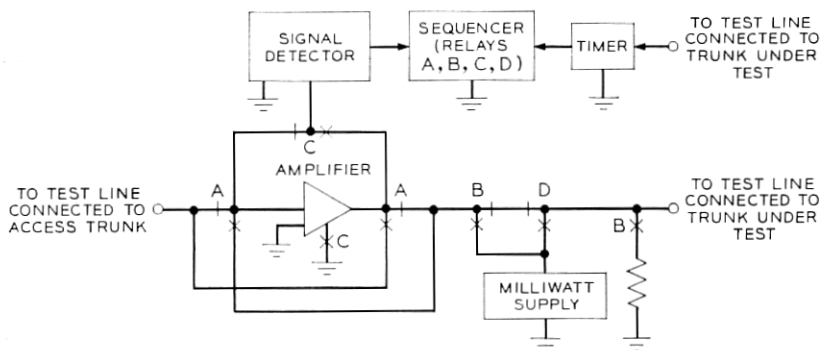 SIGNAL
DETECTOR
SEQUENCER
(RELAYS
A, B, C, D)
TIMER
TO TEST LINE
CONNECTED TO
TRUNK UNDER
TEST
C
AMPLIFIER
TO TEST LINE
CONNECTED TO
ACCESS TRUNK
A
A
B
D
TO TEST LINE
CONNECTED TO
TRUNK UNDER
TEST
C
B
MILLIWATT
SUPPLY